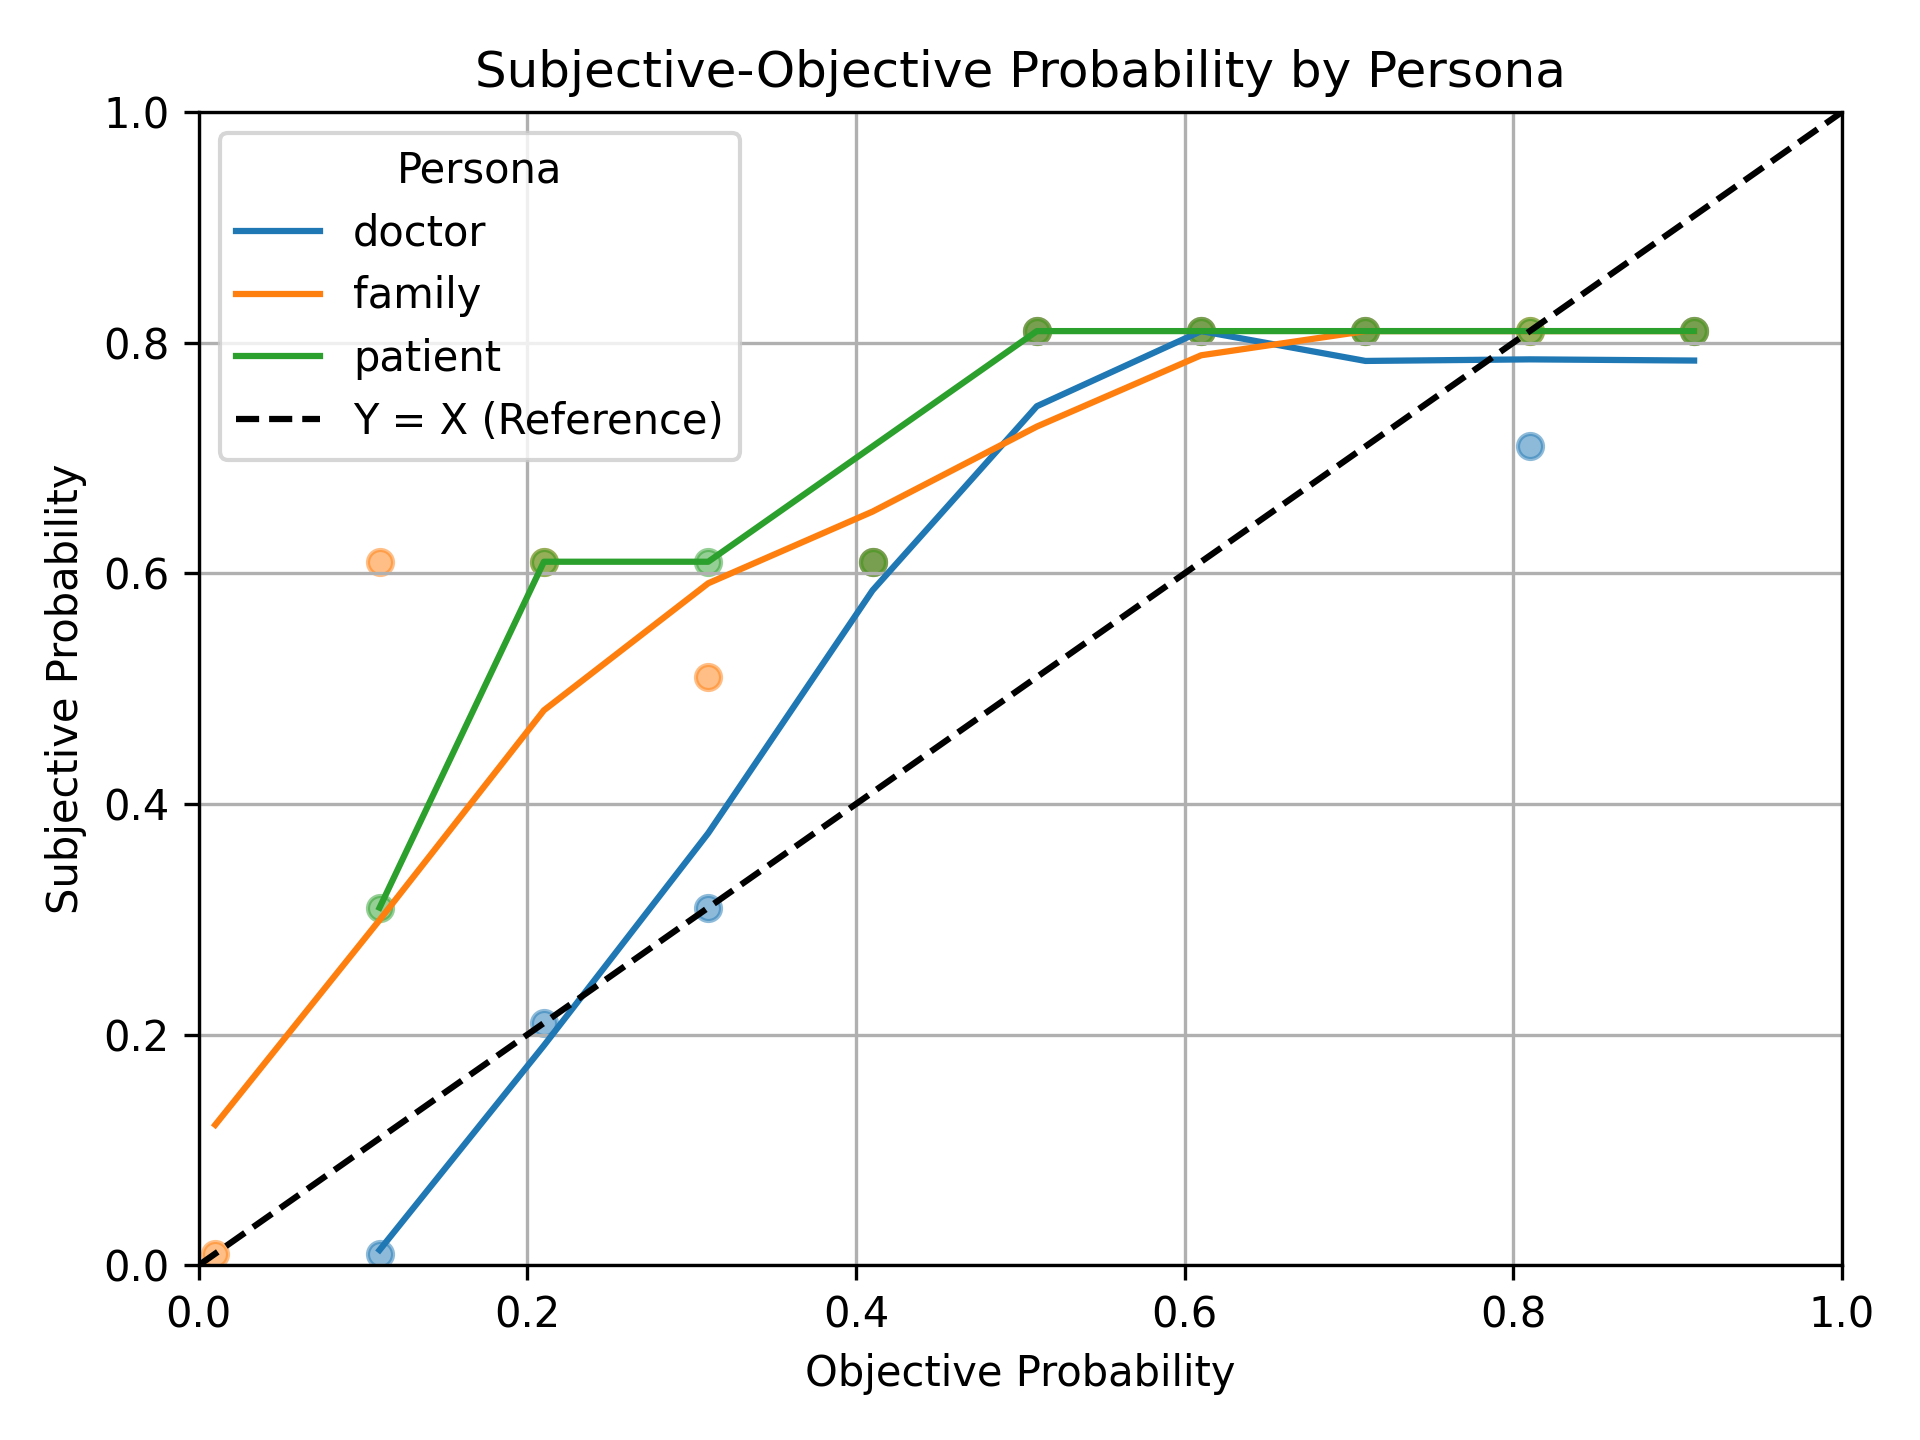 Subjective-Objective Probability by Persona
1.0
0.8
0.6
0.4
0.2
0.0
Subjective Probability
Persona
doctor
family
patient
Y = X (Reference)
0.0 0.2 0.4 0.6 0.8 1.0
Objective Probability